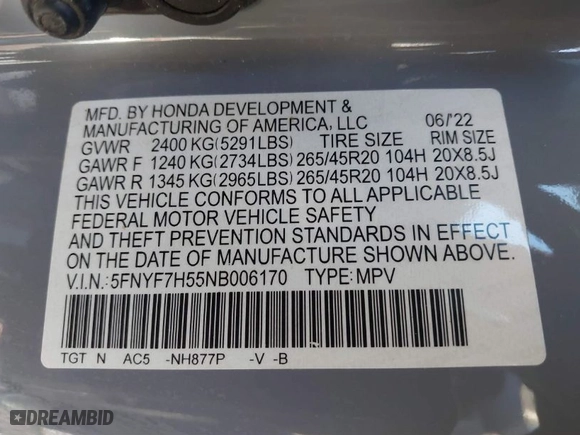 MFD. BY HONDA DEVELOPMENT &
MANUFACTURING OF AMERICA, LLC 06/'22
GVWR 2400 KG(5291LBS) TIRE SIZE RIM SIZE
GAWR F 1240 KG(2734LBS) 265/45R20 104H 20X8.5J
GAWR R 1345 KG(2965LBS) 265/45R20 104H 20X8.5J
THIS VEHICLE CONFORMS TO ALL APPLICABLE
FEDERAL MOTOR VEHICLE SAFETY
AND THEFT PREVENTION STANDARDS IN EFFECT
ON THE DATE OF MANUFACTURE SHOWN ABOVE.
V.I.N.:5FNYF7H55NB006170 TYPE:MPV
TGT N AC5 -NH877P -V -B
DREAMBID